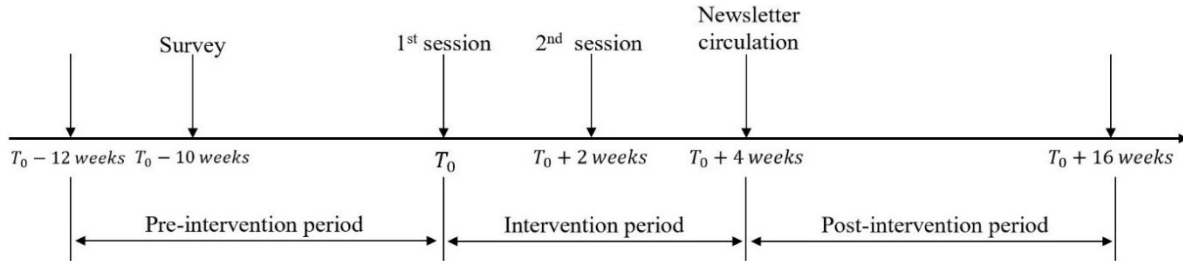 Newsletter
Survey 1st session 2nd session circulation
T₀ − 12 weeks T₀ − 10 weeks T₀ T₀ + 2 weeks T₀ + 4 weeks T₀ + 16 weeks
Pre-intervention period Intervention period Post-intervention period